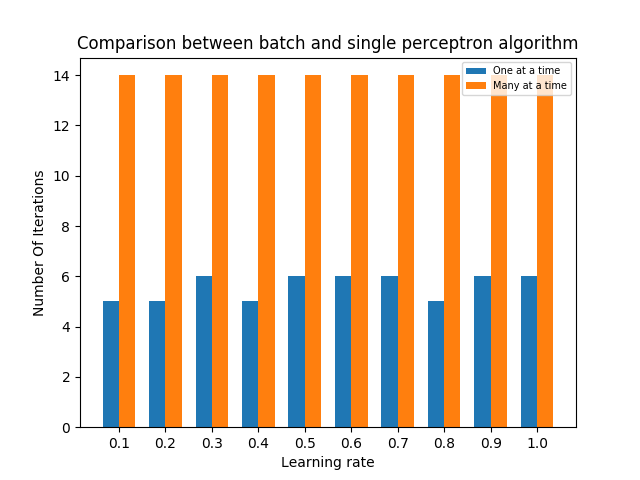 Comparison between batch and single perceptron algorithm
14
12
10
8
6
4
2
0
Number Of Iterations
One at a time
Many at a time
0.1 0.2 0.3 0.4 0.5 0.6 0.7 0.8 0.9 1.0
Learning rate